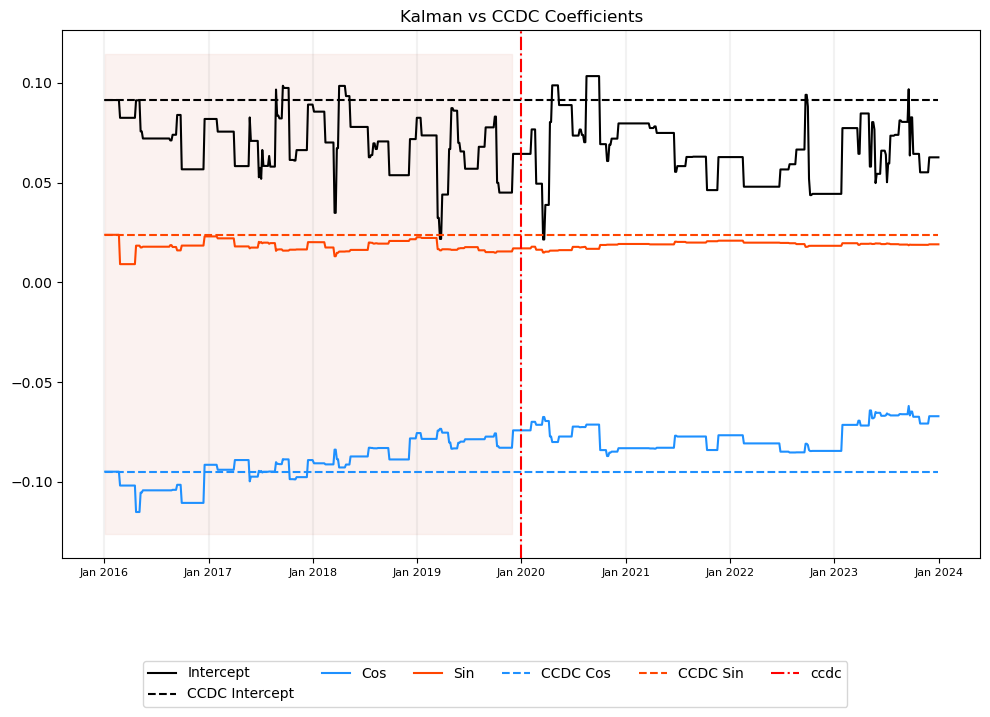 Kalman vs CCDC Coefficients
0.10
0.05
0.00
−0.05
−0.10
Jan 2016 Jan 2017 Jan 2018 Jan 2019 Jan 2020 Jan 2021 Jan 2022 Jan 2023 Jan 2024
Intercept Cos Sin CCDC Cos CCDC Sin ccdc
CCDC Intercept